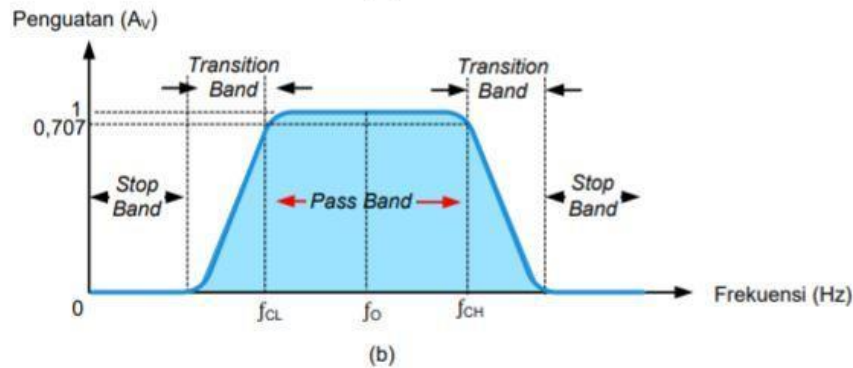 Penguatan (Aᵥ)
Transition
Band
Transition
Band
1
0,707
Stop
Band
Pass Band
Stop
Band
0
fCL
fO
fCH
Frekuensi (Hz)
(b)